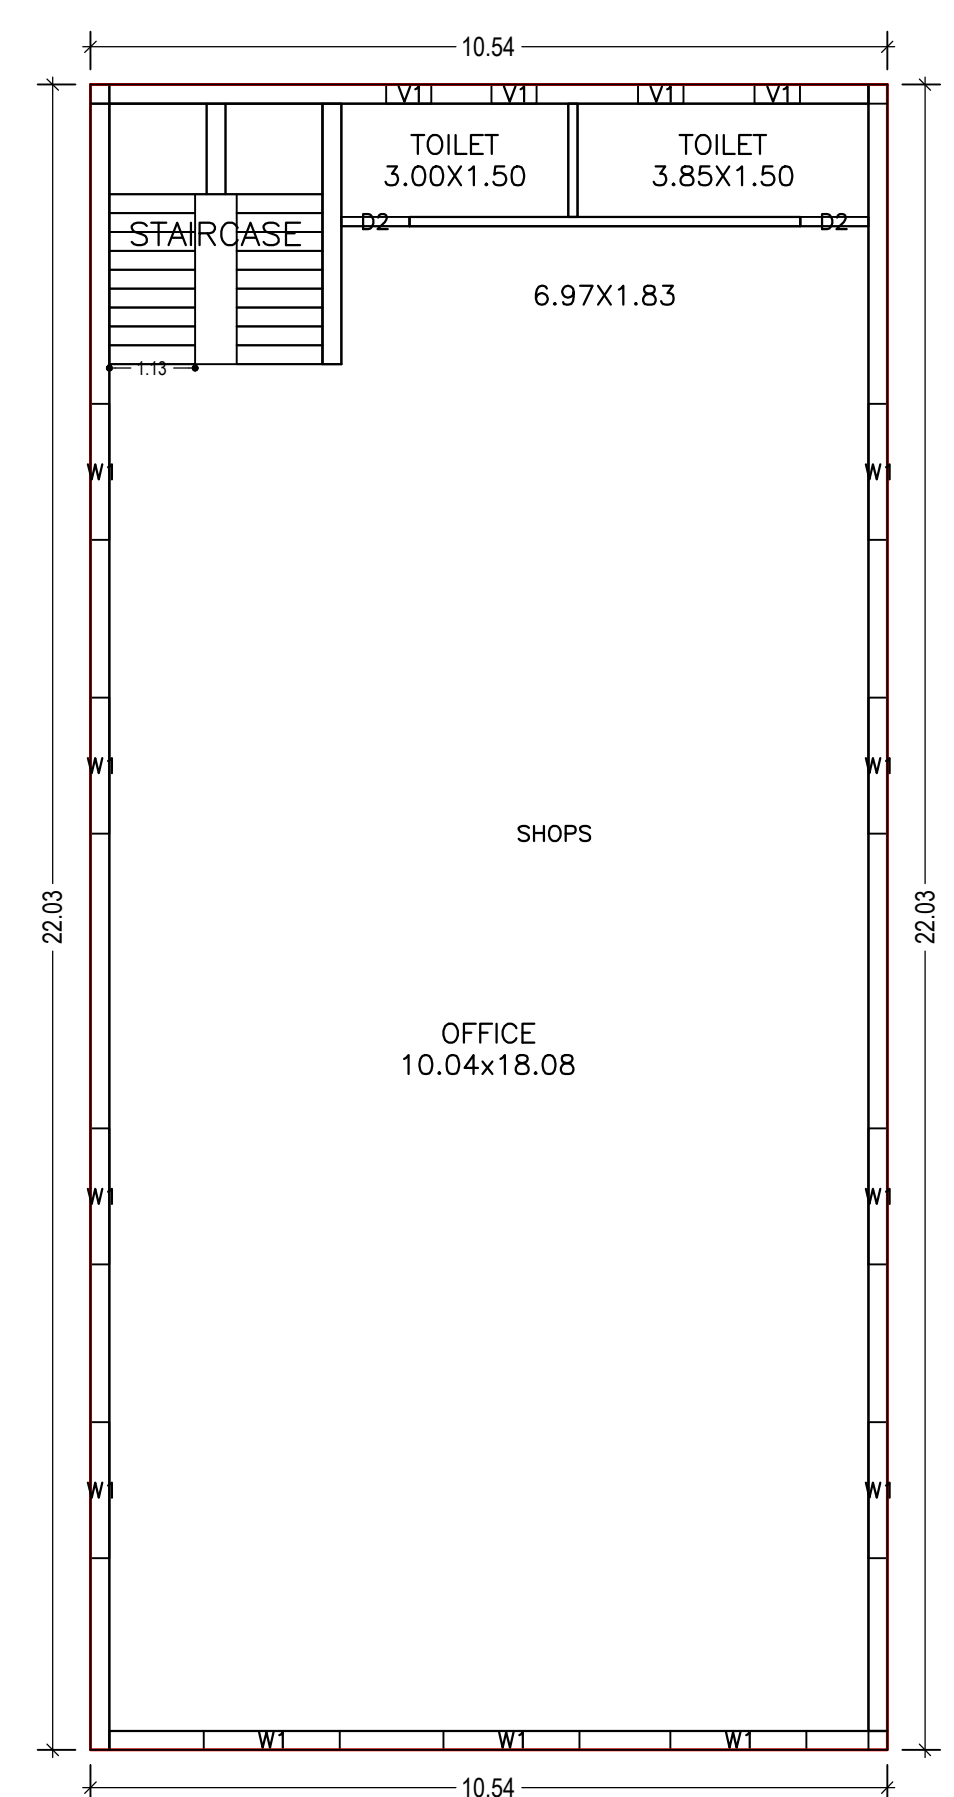 10.54
V1 V1 V1 V1
TOILET
3.00X1.50
TOILET
3.85X1.50
D2 D2
STAIRCASE
6.97X1.83
1.13
W1 W1
W1 W1
SHOPS
22.03 22.03
OFFICE
10.04x18.08
W1 W1
W1 W1
W1 W1 W1
10.54